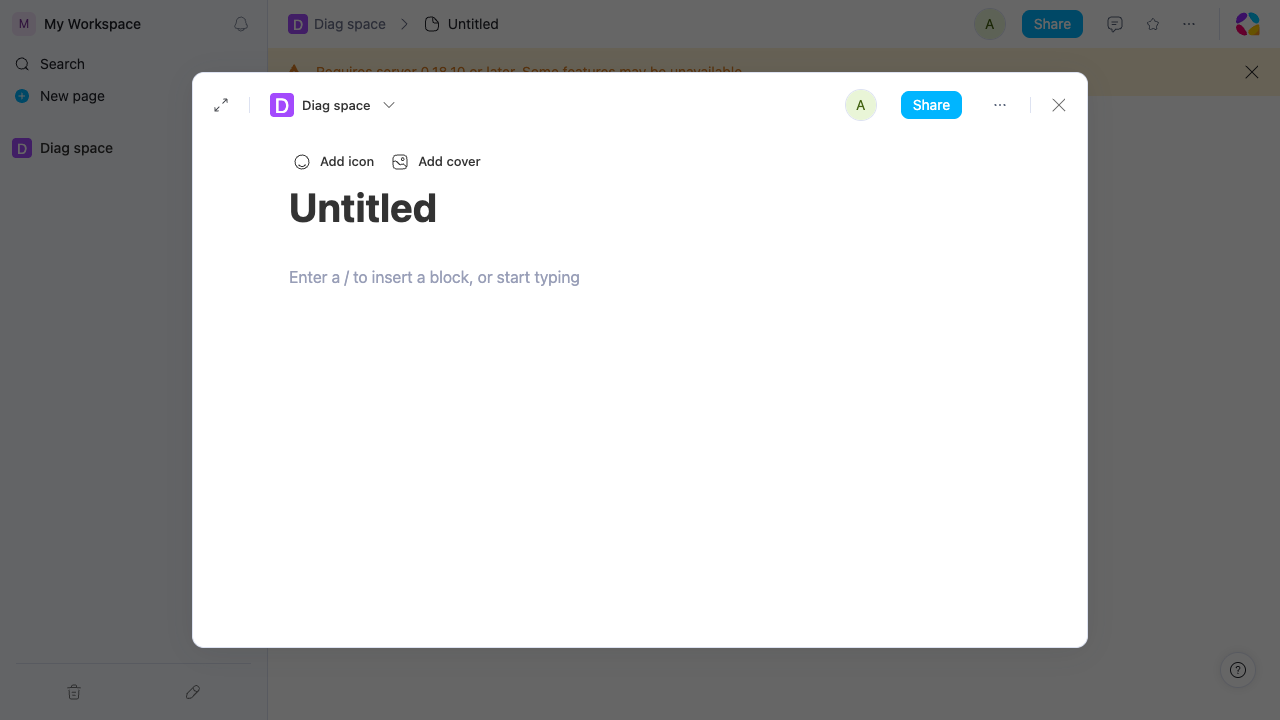 M My Workspace
D Diag space Untitled
A Share
Search
Requires server 0.18.10 or later. Some features may be unavailable
New page
D Diag space
D Diag space
A Share
Add icon Add cover
Untitled
Enter a / to insert a block, or start typing